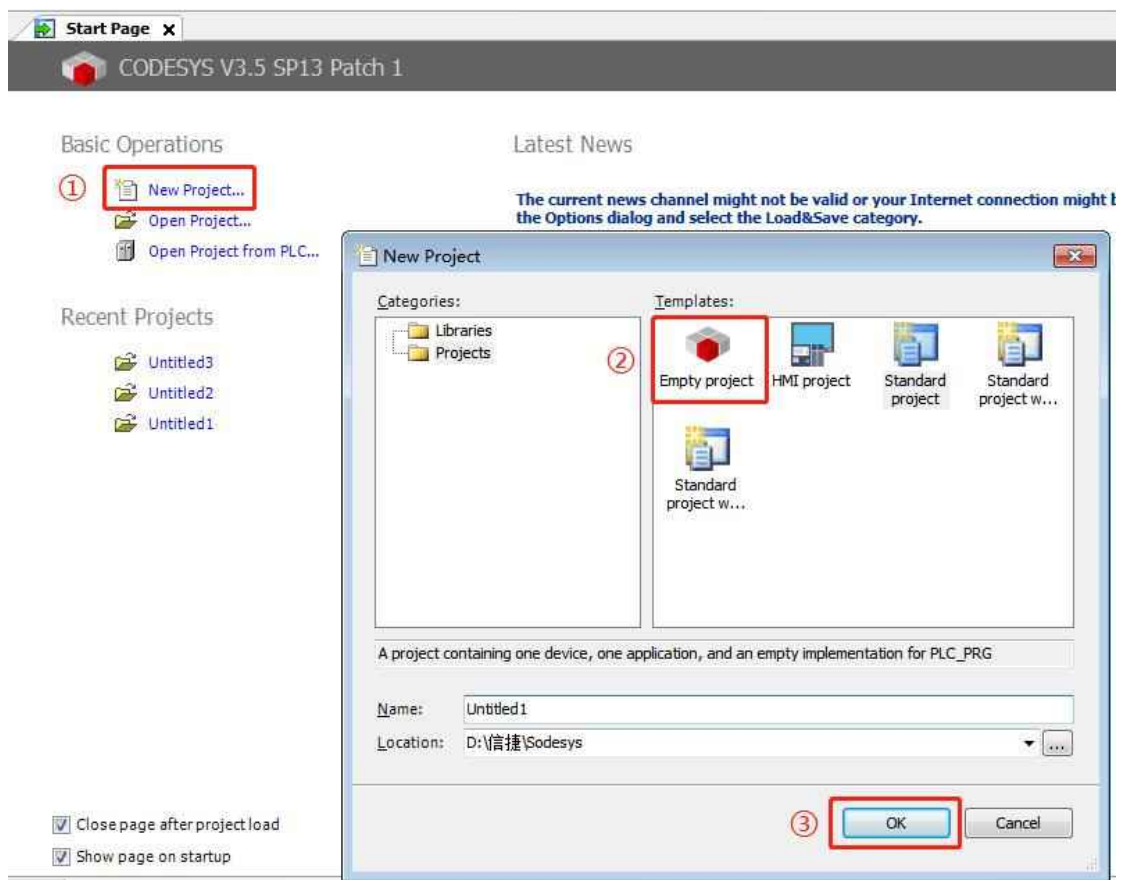 Start Page
CODESYS V3.5 SP13 Patch 1
Basic Operations
① New Project...
Open Project...
Open Project from PLC...
Recent Projects
Untitled3
Untitled2
Untitled1
Latest News
The current news channel might not be valid or your Internet connection might
the Options dialog and select the Load&Save category.
New Project
Categories:
Libraries
Projects
Templates:
②
Empty project
HMI project
Standard
project
Standard
project w...
Standard
project w...
A project containing one device, one application, and an empty implementation for PLC_PRG
Name: Untitled1
Location: D:\信捷\Sodesys
...
③ OK
Cancel
Close page after project load
Show page on startup